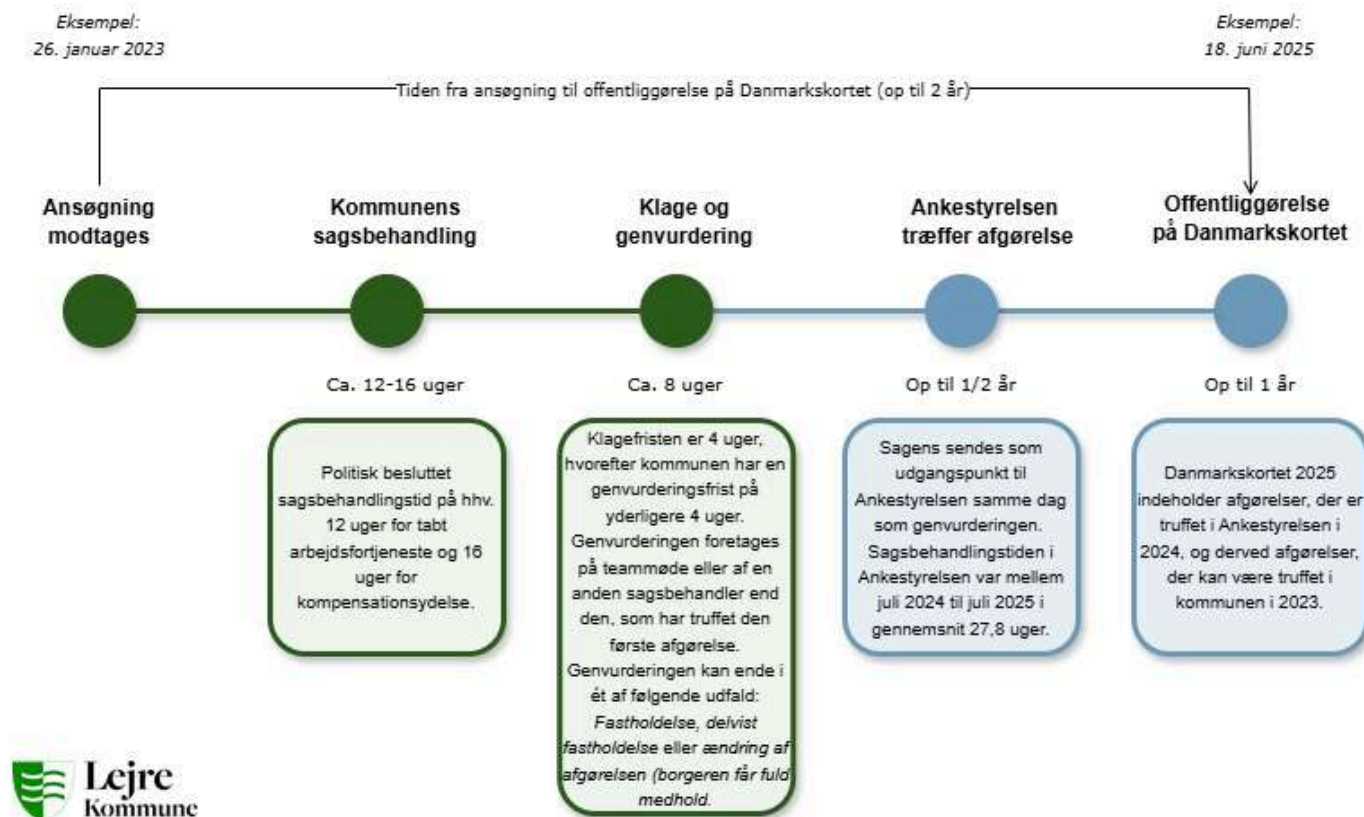 Eksempel:
26. januar 2023
Eksempel:
18. juni 2025
Tiden fra ansøgning til offentliggørelse på Danmarkskortet (op til 2 år)
Ansøgning
modtages
Kommunens
sagsbehandling
Klage og
genvurdering
Ankestyrelsen
træffer afgørelse
Offentliggørelse
på Danmarkskortet
Ca. 12-16 uger
Ca. 8 uger
Op til 1/2 år
Op til 1 år
Politisk besluttet
sagsbehandlingstid på hhv.
12 uger for tabt
arbejdsfortjeneste og 16
uger for
kompensationsydelse.
Klagefristen er 4 uger,
hvorefter kommunen har en
genvurderingsfrist på
yderligere 4 uger.
Genvurderingen foretages
på teammøde eller af en
anden sagsbehandler end
den, som har truffet den
første afgørelse.
Genvurderingen kan ende i
ét af følgende udfald:
Fastholdelse, delvist
fastholdelse eller ændring af
afgørelsen (borgeren får fuld
medhold.
Sagens sendes som
udgangspunkt til
Ankestyrelsen samme dag
som genvurderingen.
Sagsbehandlingstiden i
Ankestyrelsen var mellem
juli 2024 til juli 2025 i
gennemsnit 27,8 uger.
Danmarkskortet 2025
indeholder afgørelser, der er
truffet i Ankestyrelsen i
2024, og derved afgørelser,
der kan være truffet i
kommunen i 2023.
Lejre
Kommune